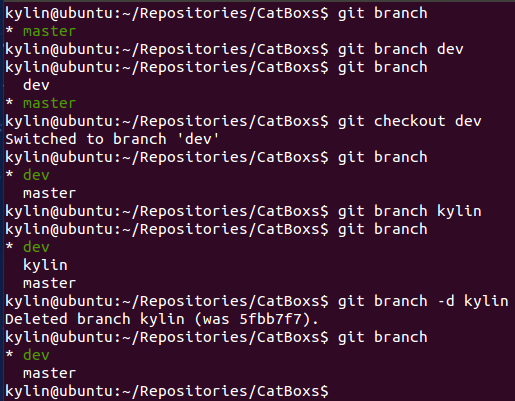 kylin@ubuntu:~/Repositories/CatBoxs$ git branch
* master
kylin@ubuntu:~/Repositories/CatBoxs$ git branch dev
kylin@ubuntu:~/Repositories/CatBoxs$ git branch
  dev
* master
kylin@ubuntu:~/Repositories/CatBoxs$ git checkout dev
Switched to branch 'dev'
kylin@ubuntu:~/Repositories/CatBoxs$ git branch
* dev
  master
kylin@ubuntu:~/Repositories/CatBoxs$ git branch kylin
kylin@ubuntu:~/Repositories/CatBoxs$ git branch
* dev
  kylin
  master
kylin@ubuntu:~/Repositories/CatBoxs$ git branch -d kylin
Deleted branch kylin (was 5fbb7f7).
kylin@ubuntu:~/Repositories/CatBoxs$ git branch
* dev
  master
kylin@ubuntu:~/Repositories/CatBoxs$